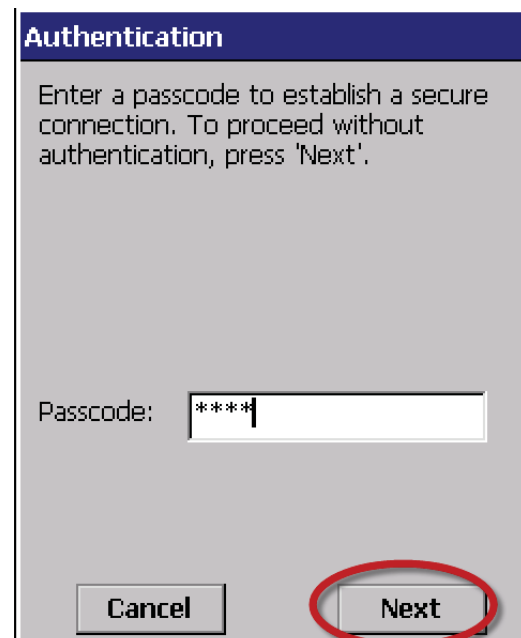 Authentication
Enter a passcode to establish a secure
connection. To proceed without
authentication, press 'Next'.
Passcode: ****
Cancel Next